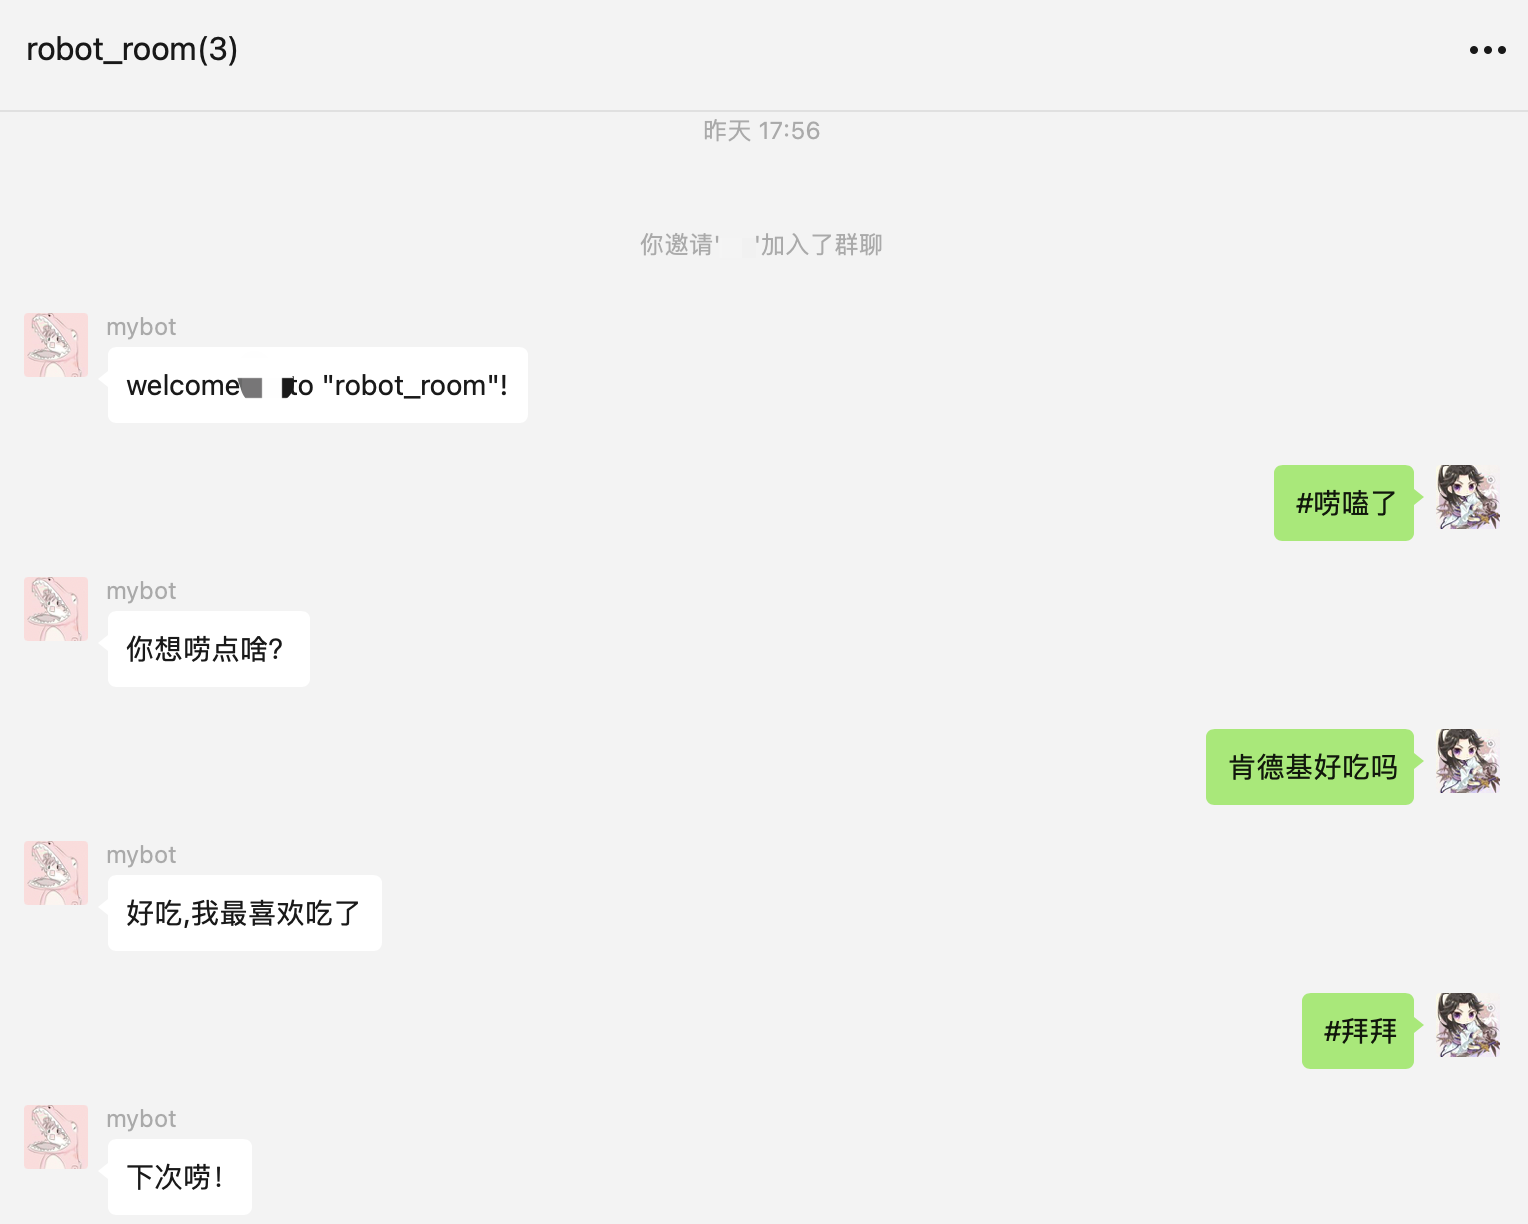 robot_room(3)
昨天 17:56
你邀请' '加入了群聊
mybot
welcome to "robot_room"!
#唠嗑了
mybot
你想唠点啥?
肯德基好吃吗
mybot
好吃,我最喜欢吃了
#拜拜
mybot
下次唠!